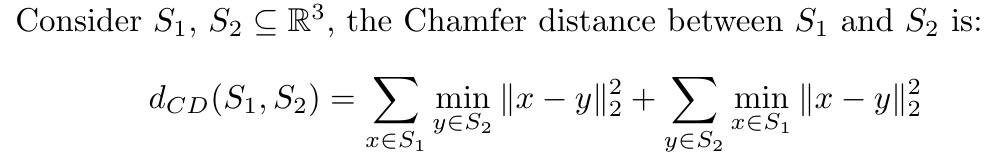 Consider $S_1$, $S_2 \subseteq \mathbb{R}^3$, the Chamfer distance between $S_1$ and $S_2$ is:
$d_{CD}(S_1, S_2) = \sum_{x \in S_1} \min_{y \in S_2} \|x - y\|_2^2 + \sum_{y \in S_2} \min_{x \in S_1} \|x - y\|_2^2$